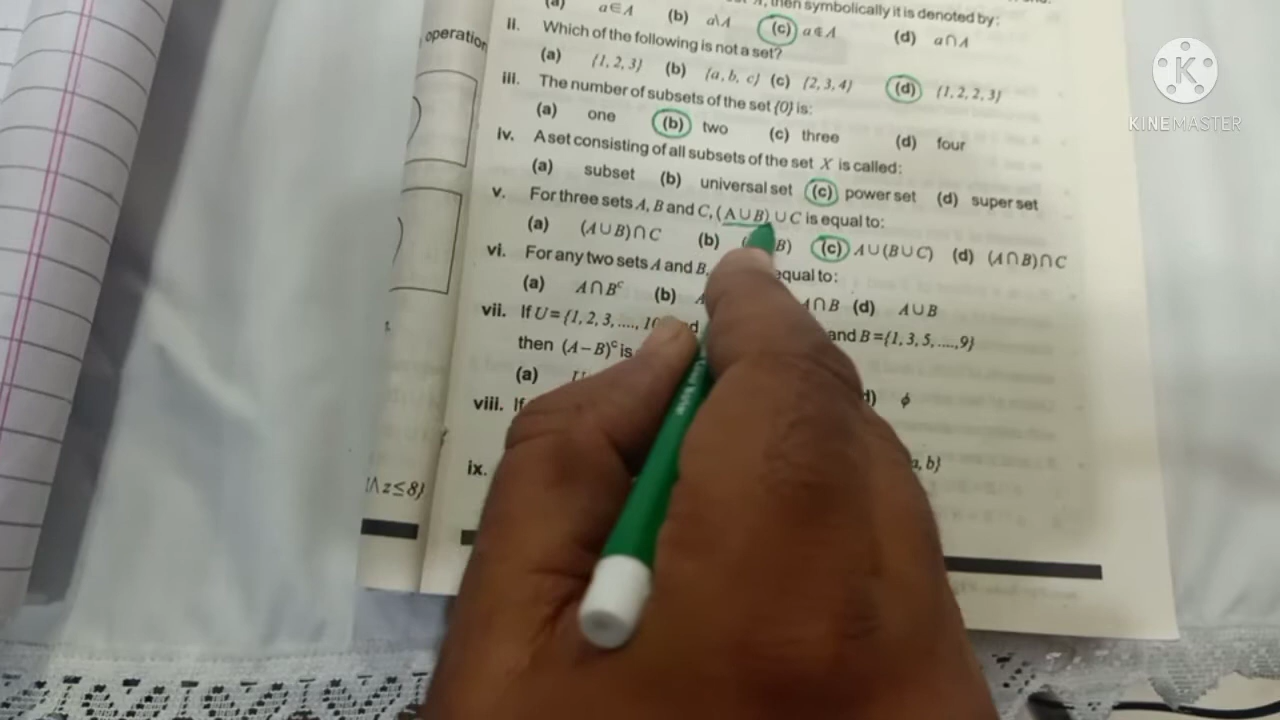 then symbolically it is denoted by:
(a) a∈A (b) a\A (c) a∉A (d) a∩A
operation
ii. Which of the following is not a set?
(a) {1, 2, 3} (b) {a, b, c} (c) {2, 3, 4} (d) {1, 2, 2, 3}
iii. The number of subsets of the set {0} is:
(a) one (b) two (c) three (d) four
iv. A set consisting of all subsets of the set X is called:
(a) subset (b) universal set (c) power set (d) super set
v. For three sets A, B and C, (A∪B)∪C is equal to:
(a) (A∪B)∩C (b) B) (c) A∪(B∪C) (d) (A∩B)∩C
vi. For any two sets A and B, equal to:
(a) A∩Bᶜ (b) A ∩B (d) A∪B
vii. If U={1, 2, 3, ...., and B={1, 3, 5, ....,9}
then (A−B)ᶜ is
(a) ϕ
viii. If
a, b}
ix.
∧z≤8}
KINEMASTER